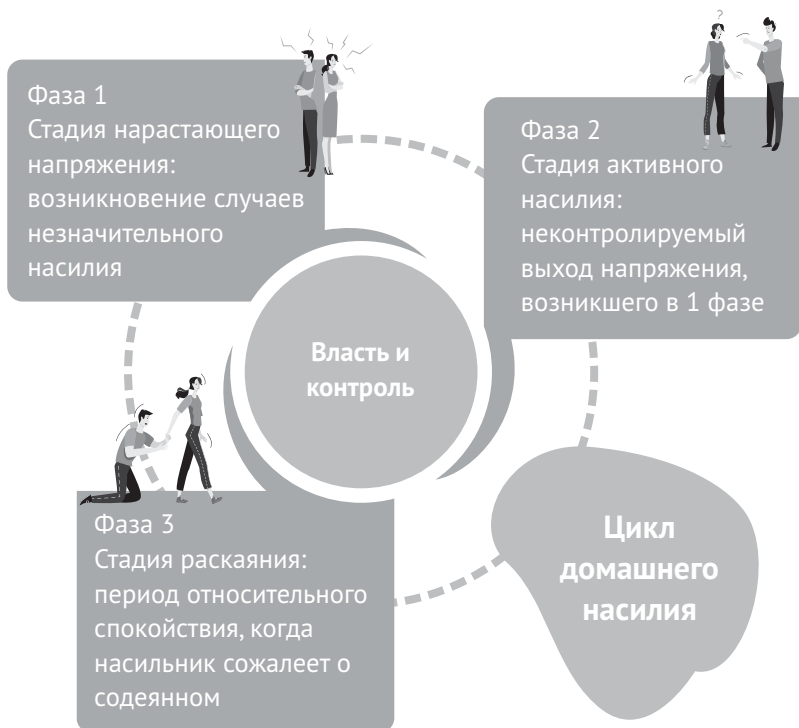 Фаза 1
Стадия нарастающего
напряжения:
возникновение случаев
незначительного
насилия
?
Фаза 2
Стадия активного
насилия:
неконтролируемый
выход напряжения,
возникшего в 1 фазе
Власть и
контроль
Фаза 3
Стадия раскаяния:
период относительного
спокойствия, когда
насильник сожалеет о
содеянном
Цикл
домашнего
насилия